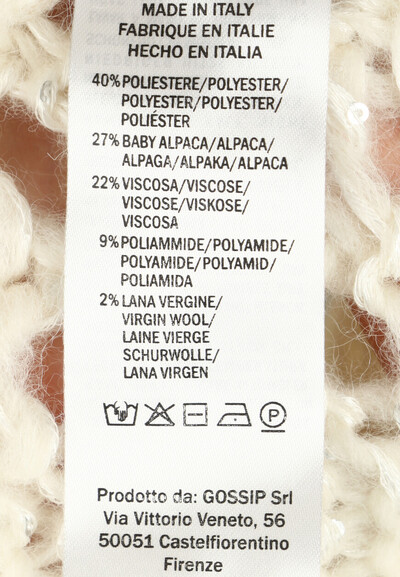 MADE IN ITALY
FABRIQUE EN ITALIE
HECHO EN ITALIA
40% POLIESTERE/POLYESTER/
POLYESTER/POLYESTER/
POLIÉSTER
27% BABY ALPACA/ALPACA/
ALPAGA/ALPAKA/ALPACA
22% VISCOSA/VISCOSE/
VISCOSE/VISKOSE/
VISCOSA
9% POLIAMMIDE/POLYAMIDE/
POLYAMIDE/POLYAMID/
POLIAMIDA
2% LANA VERGINE/
VIRGIN WOOL/
LAINE VIERGE
SCHURWOLLE/
LANA VIRGEN
P
Prodotto da: GOSSIP Srl
Via Vittorio Veneto, 56
50051 Castelfiorentino
Firenze